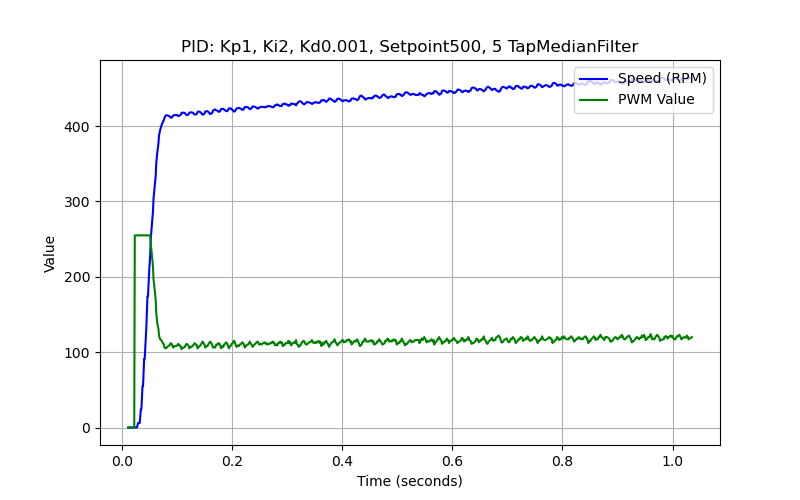 PID: Kp1, Ki2, Kd0.001, Setpoint500, 5 TapMedianFilter
Speed (RPM)
PWM Value
400
300
200
100
0
Value
0.0 0.2 0.4 0.6 0.8 1.0
Time (seconds)